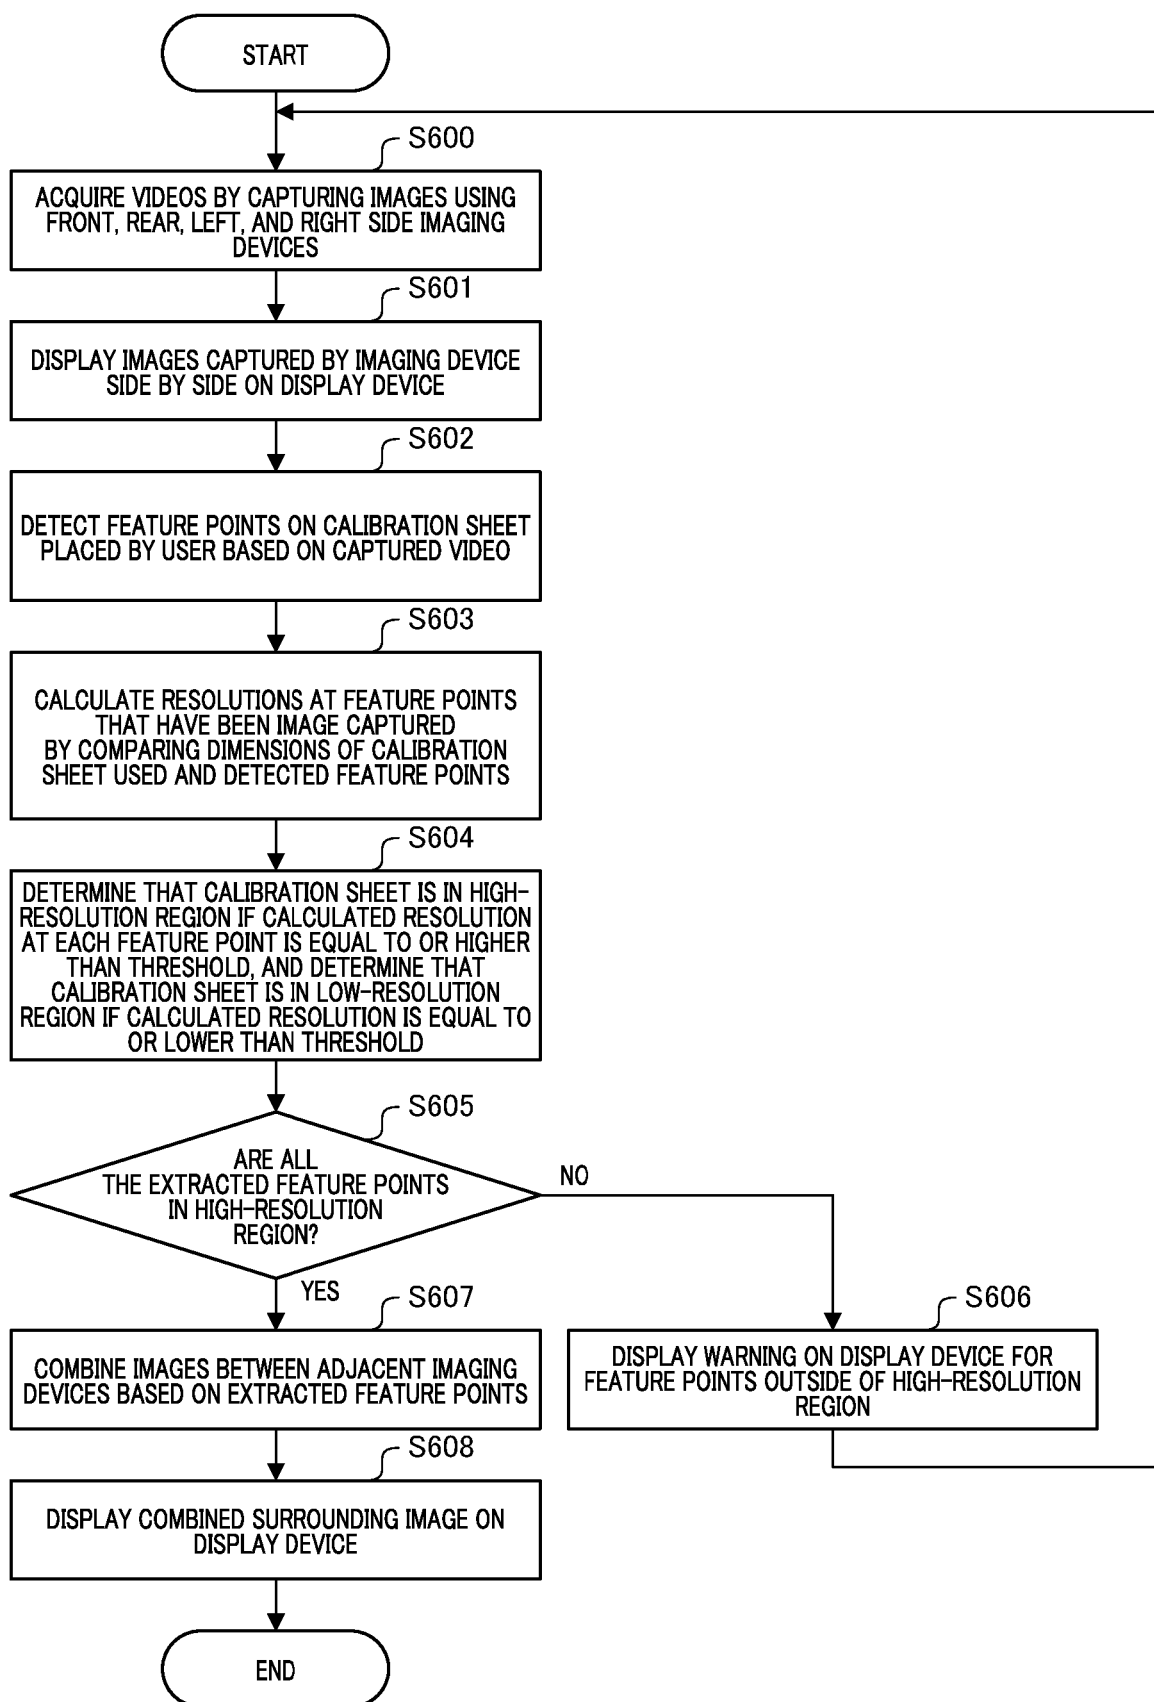 START
S600
ACQUIRE VIDEOS BY CAPTURING IMAGES USING
FRONT, REAR, LEFT, AND RIGHT SIDE IMAGING
DEVICES
S601
DISPLAY IMAGES CAPTURED BY IMAGING DEVICE
SIDE BY SIDE ON DISPLAY DEVICE
S602
DETECT FEATURE POINTS ON CALIBRATION SHEET
PLACED BY USER BASED ON CAPTURED VIDEO
S603
CALCULATE RESOLUTIONS AT FEATURE POINTS
THAT HAVE BEEN IMAGE CAPTURED
BY COMPARING DIMENSIONS OF CALIBRATION
SHEET USED AND DETECTED FEATURE POINTS
S604
DETERMINE THAT CALIBRATION SHEET IS IN HIGH-
RESOLUTION REGION IF CALCULATED RESOLUTION
AT EACH FEATURE POINT IS EQUAL TO OR HIGHER
THAN THRESHOLD, AND DETERMINE THAT
CALIBRATION SHEET IS IN LOW-RESOLUTION
REGION IF CALCULATED RESOLUTION IS EQUAL TO
OR LOWER THAN THRESHOLD
S605
ARE ALL
THE EXTRACTED FEATURE POINTS
IN HIGH-RESOLUTION
REGION?
NO
YES
S606
DISPLAY WARNING ON DISPLAY DEVICE FOR
FEATURE POINTS OUTSIDE OF HIGH-RESOLUTION
REGION
S607
COMBINE IMAGES BETWEEN ADJACENT IMAGING
DEVICES BASED ON EXTRACTED FEATURE POINTS
S608
DISPLAY COMBINED SURROUNDING IMAGE ON
DISPLAY DEVICE
END